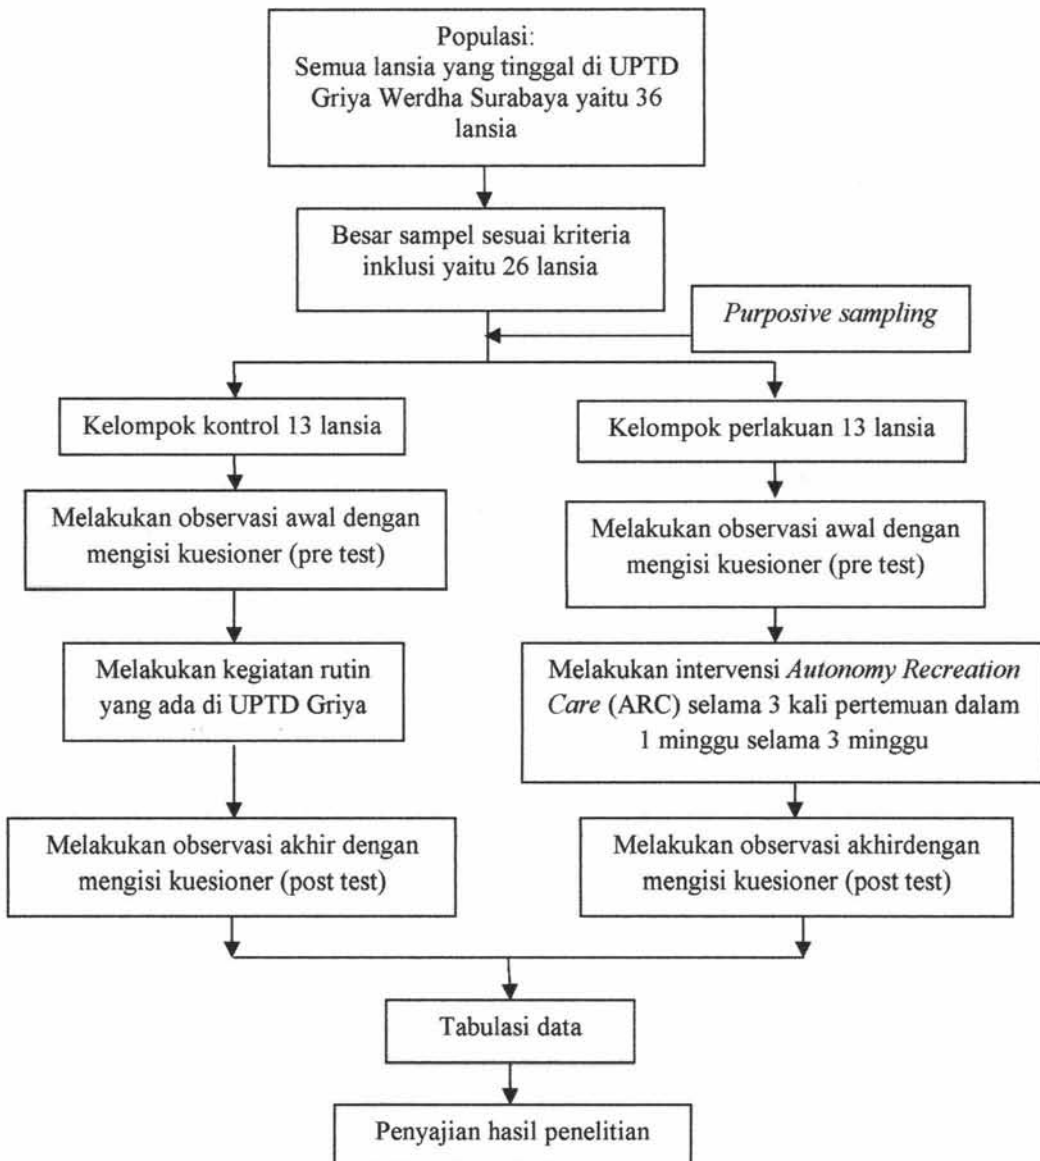 Populasi:
Semua lansia yang tinggal di UPTD
Griya Werdha Surabaya yaitu 36
lansia
Besar sampel sesuai kriteria
inklusi yaitu 26 lansia
Purposive sampling
Kelompok kontrol 13 lansia
Kelompok perlakuan 13 lansia
Melakukan observasi awal dengan
mengisi kuesioner (pre test)
Melakukan observasi awal dengan
mengisi kuesioner (pre test)
Melakukan kegiatan rutin
yang ada di UPTD Griya
Melakukan intervensi Autonomy Recreation
Care (ARC) selama 3 kali pertemuan dalam
1 minggu selama 3 minggu
Melakukan observasi akhir dengan
mengisi kuesioner (post test)
Melakukan observasi akhirdengan
mengisi kuesioner (post test)
Tabulasi data
Penyajian hasil penelitian